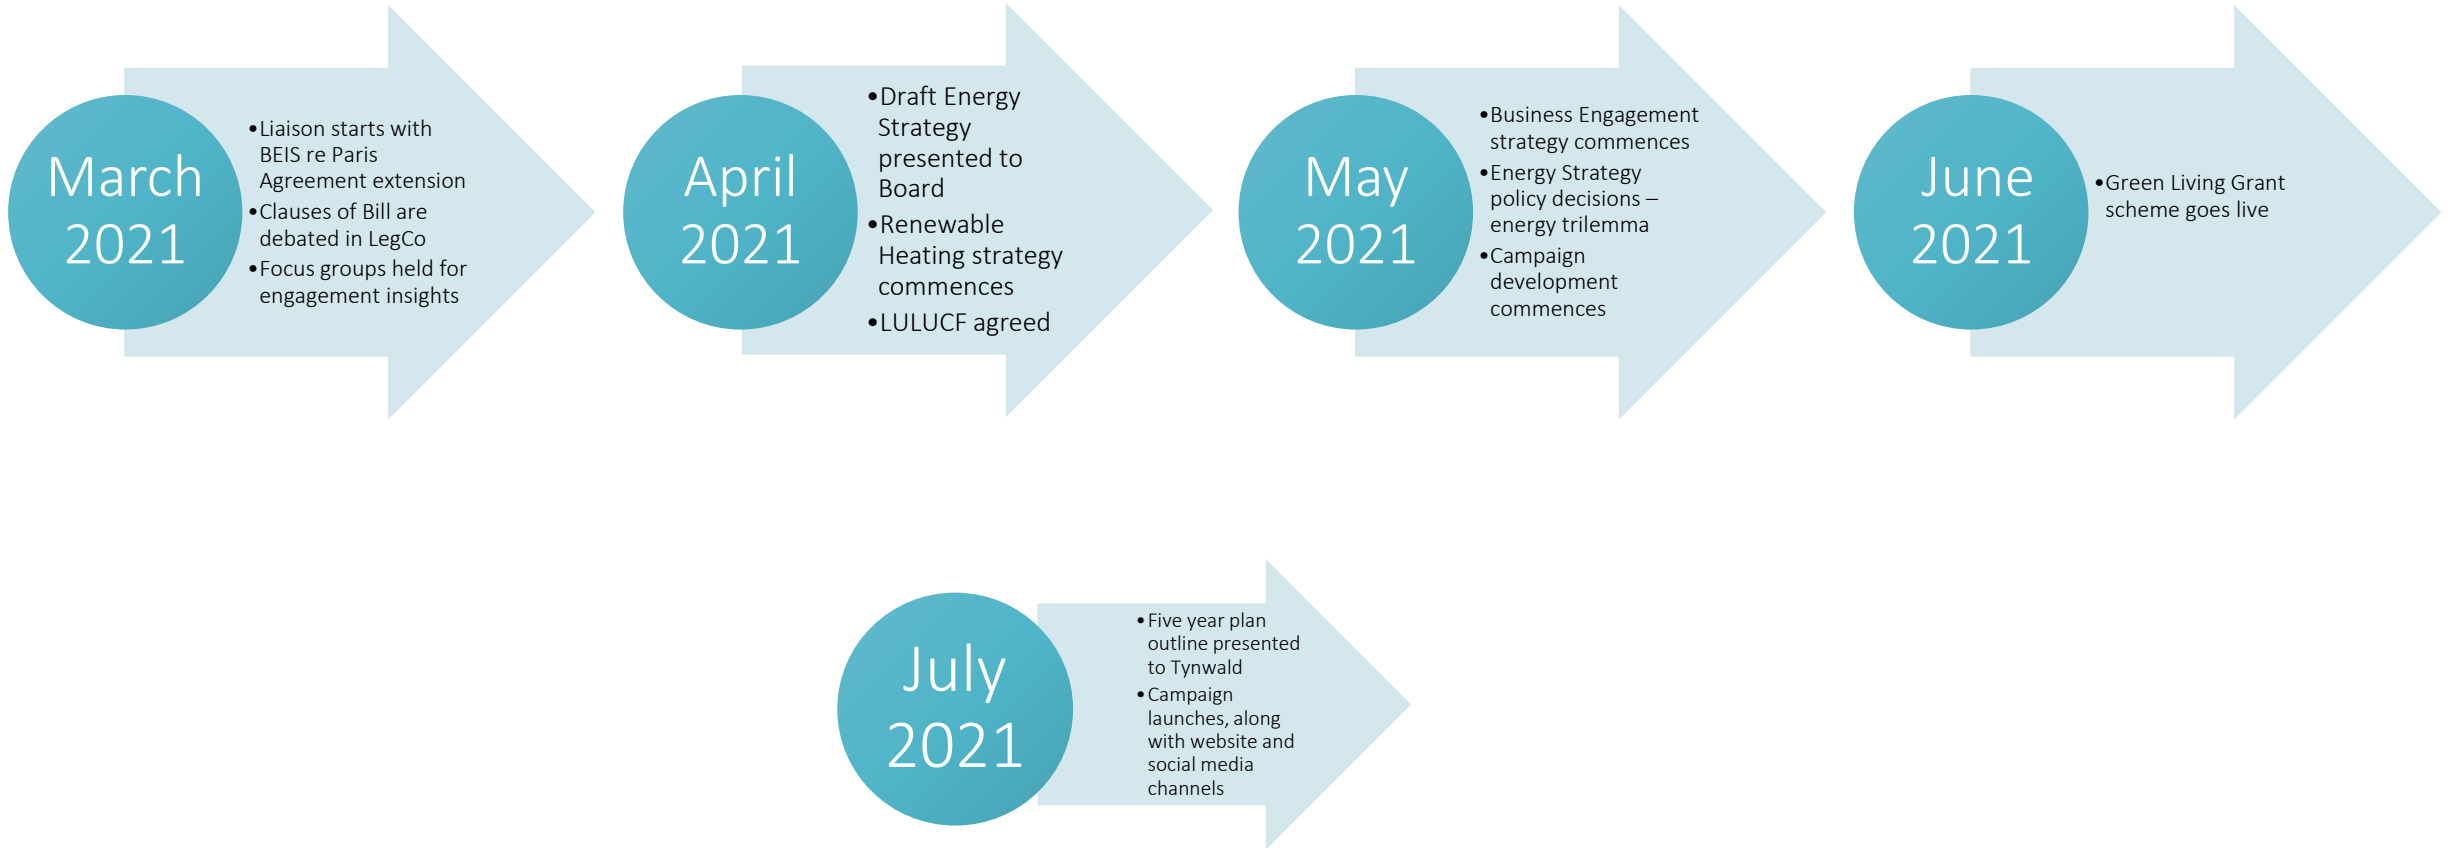 March
2021
•Liaison starts with
BEIS re Paris
Agreement extension
•Clauses of Bill are
debated in LegCo
•Focus groups held for
engagement insights
April
2021
•Draft Energy
Strategy
presented to
Board
•Renewable
Heating strategy
commences
•LULUCF agreed
May
2021
•Business Engagement
strategy commences
•Energy Strategy
policy decisions –
energy trilemma
•Campaign
development
commences
June
2021
•Green Living Grant
scheme goes live
July
2021
•Five year plan
outline presented
to Tynwald
•Campaign
launches, along
with website and
social media
channels